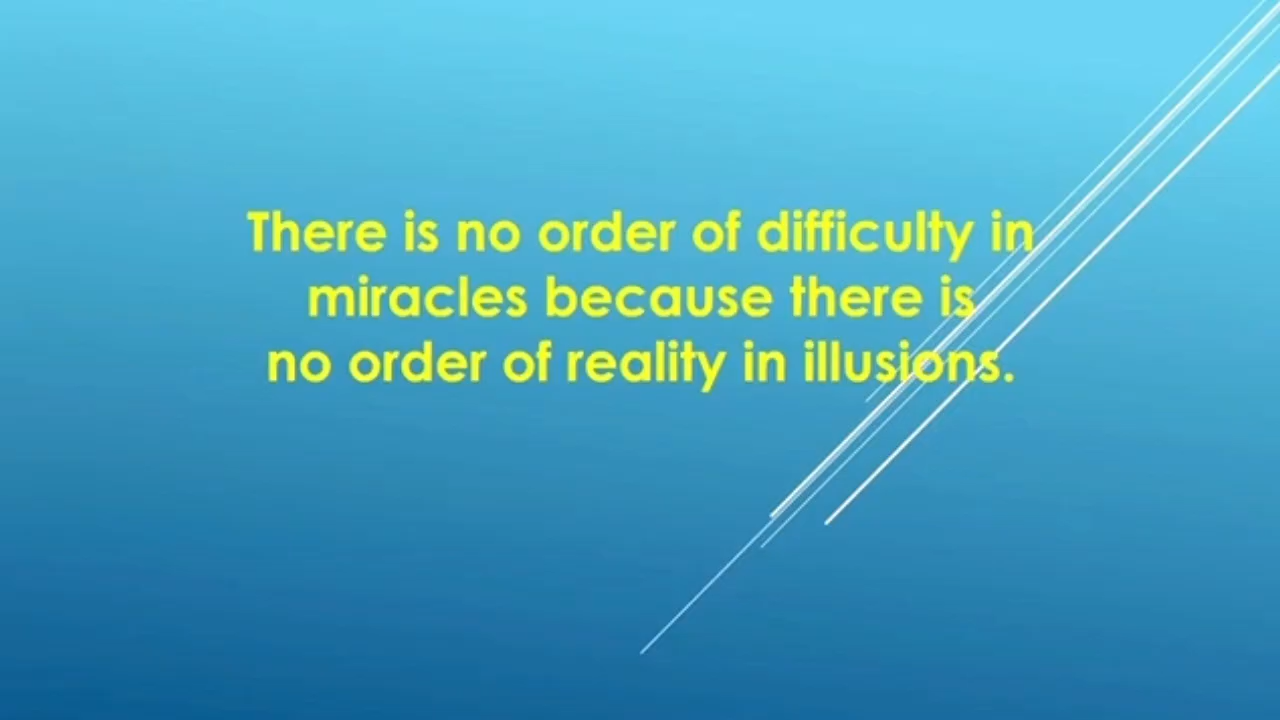 There is no order of difficulty in
miracles because there is
no order of reality in illusions.